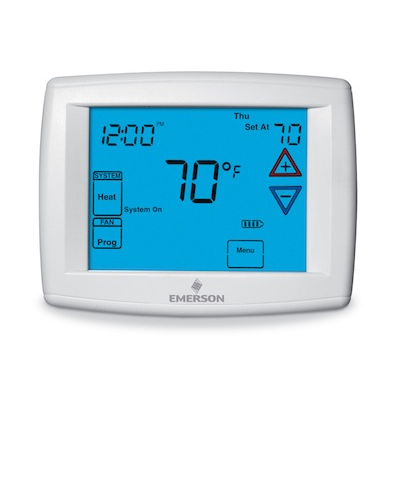 Thu
12:00 PM
Set At 70
70°F
+
SYSTEM
Heat
System On
−
FAN
Prog
Menu
EMERSON